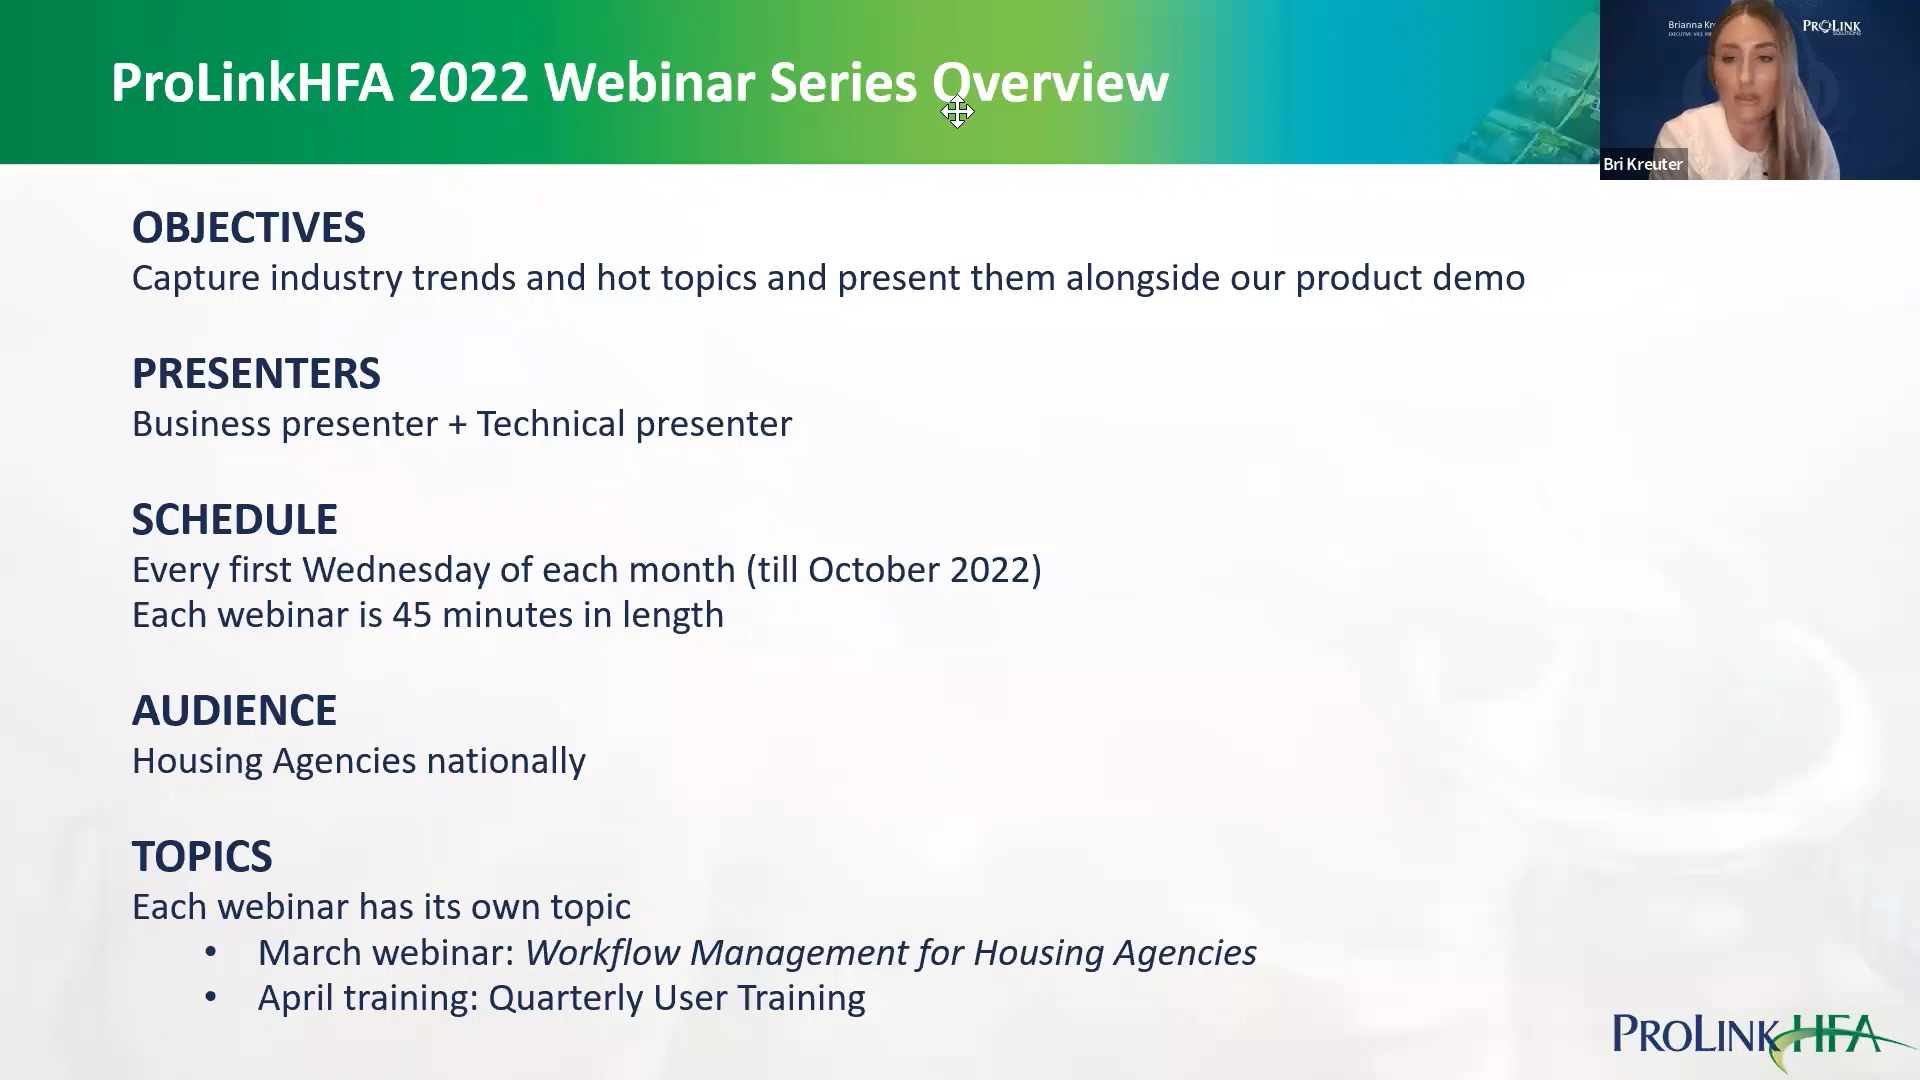 ProLinkHFA 2022 Webinar Series Overview
Brianna
PROLINK
SOLUTIONS
Bri Kreuter
OBJECTIVES
Capture industry trends and hot topics and present them alongside our product demo
PRESENTERS
Business presenter + Technical presenter
SCHEDULE
Every first Wednesday of each month (till October 2022)
Each webinar is 45 minutes in length
AUDIENCE
Housing Agencies nationally
TOPICS
Each webinar has its own topic
• March webinar: Workflow Management for Housing Agencies
• April training: Quarterly User Training
PROLINKHFA